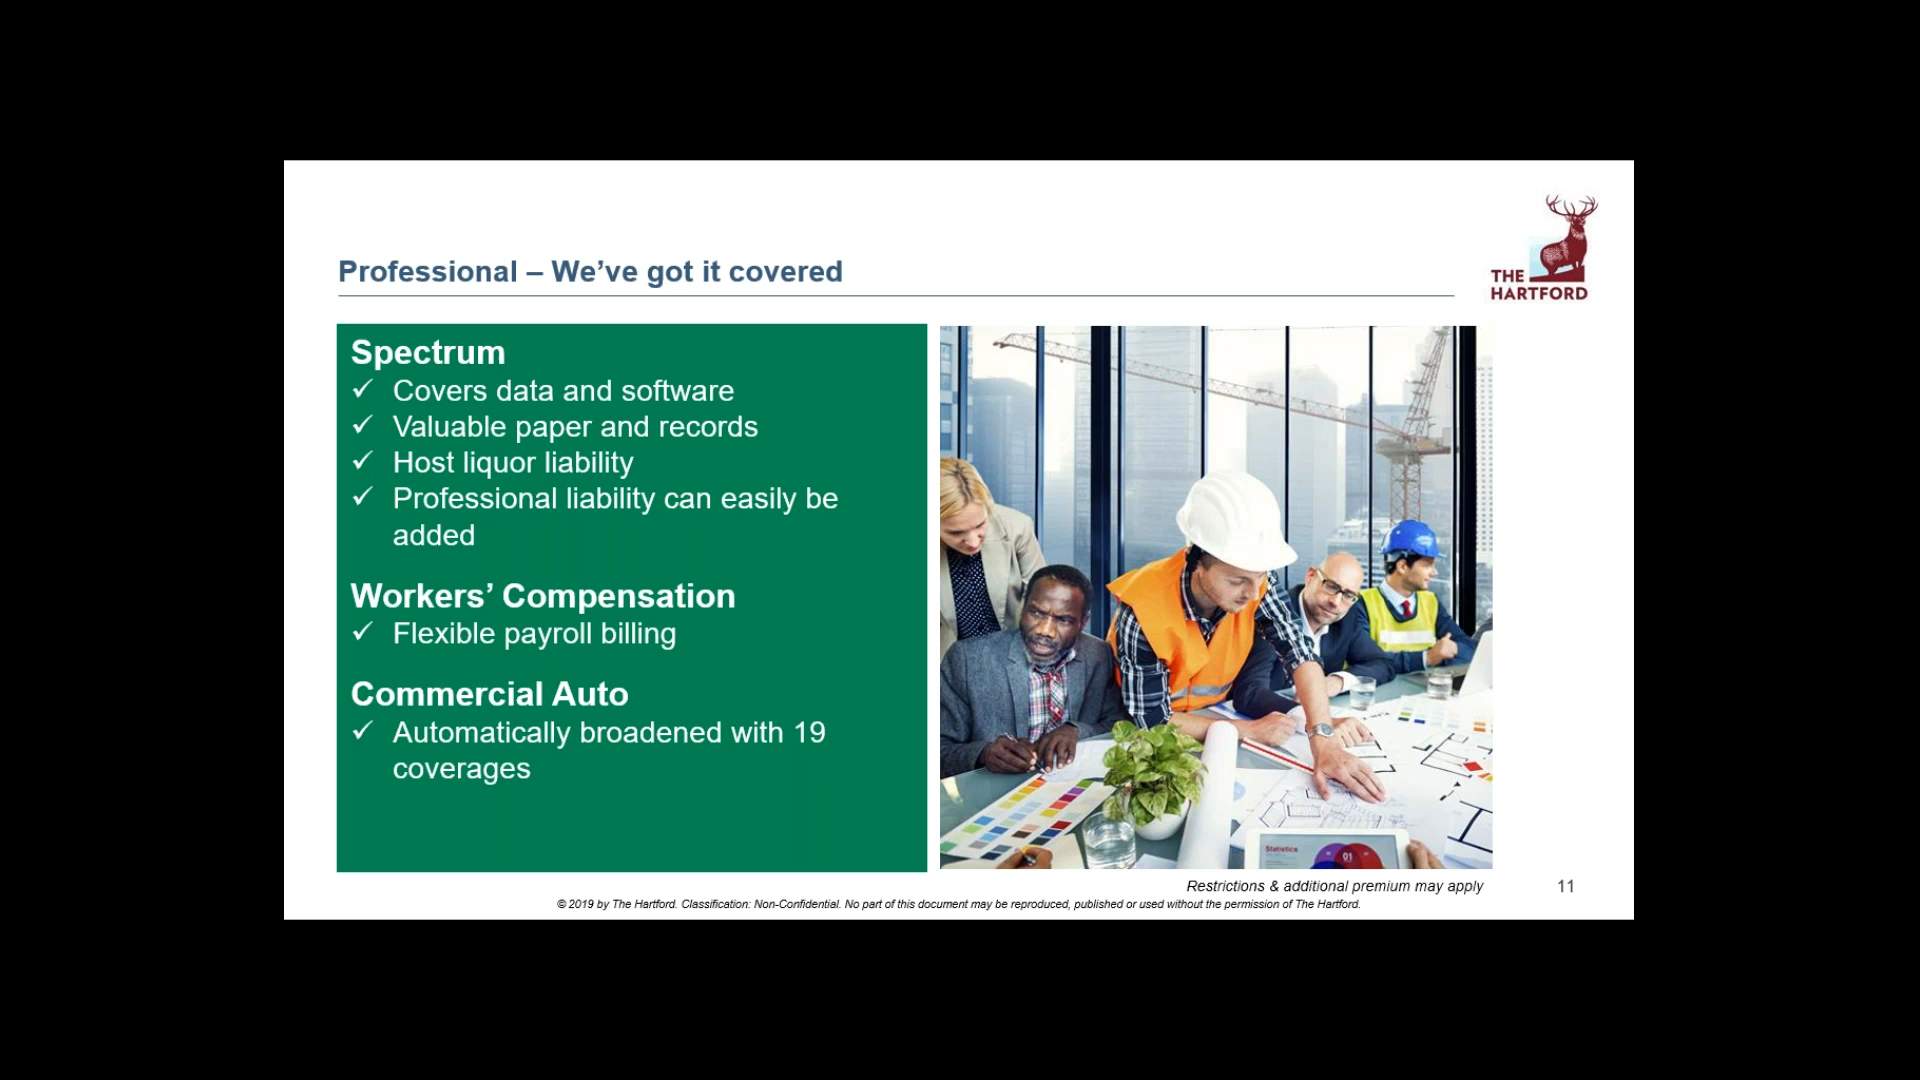 THE
HARTFORD
Professional – We’ve got it covered
Spectrum
✓ Covers data and software
✓ Valuable paper and records
✓ Host liquor liability
✓ Professional liability can easily be
added
Workers’ Compensation
✓ Flexible payroll billing
Commercial Auto
✓ Automatically broadened with 19
coverages
Statistics
01
Restrictions & additional premium may apply
11
© 2019 by The Hartford. Classification: Non-Confidential. No part of this document may be reproduced, published or used without the permission of The Hartford.